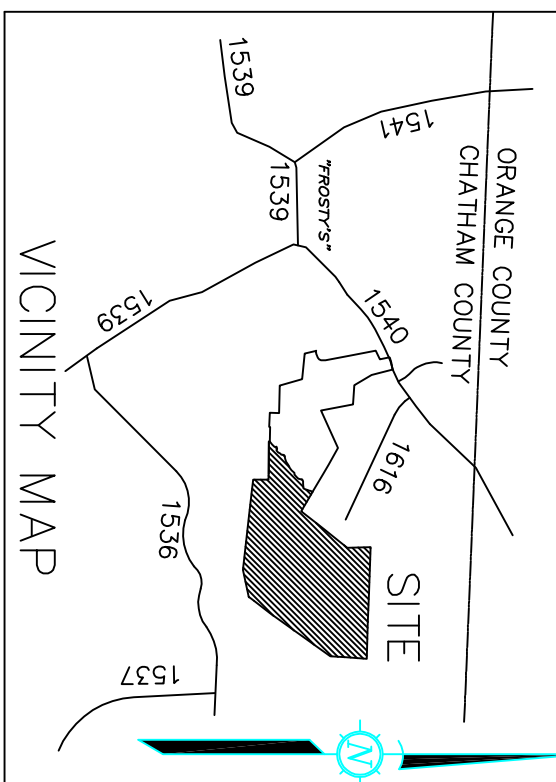 ORANGE COUNTY
CHATHAM COUNTY
1541
1539
"FROSTY'S"
1539
1540
1616
SITE
1539
1536
1537
VICINITY MAP
N